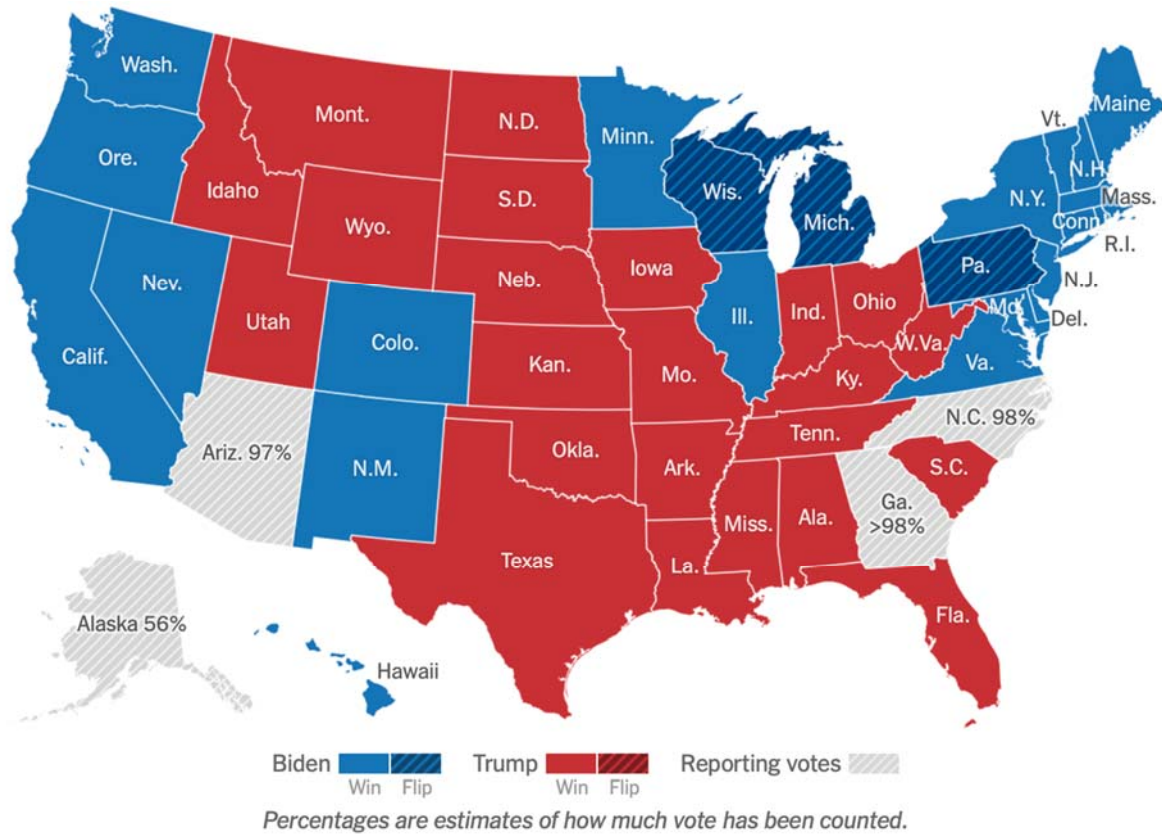 Wash.
Maine
Mont.
N.D.
Minn.
Vt.
Ore.
N.H.
Idaho
S.D.
Wis.
N.Y.
Mass.
Mich.
Conn.
Wyo.
R.I.
Iowa
Pa.
Neb.
Nev.
N.J.
Ill.
Ind.
Ohio
Md.
Utah
Del.
Colo.
W.Va.
Calif.
Kan.
Mo.
Va.
Ky.
N.C. 98%
Tenn.
Ariz. 97%
Okla.
S.C.
N.M.
Ark.
Ga.
>98%
Miss.
Ala.
Texas
La.
Fla.
Alaska 56%
Hawaii
Biden
Win
Flip
Trump
Win
Flip
Reporting votes
Percentages are estimates of how much vote has been counted.